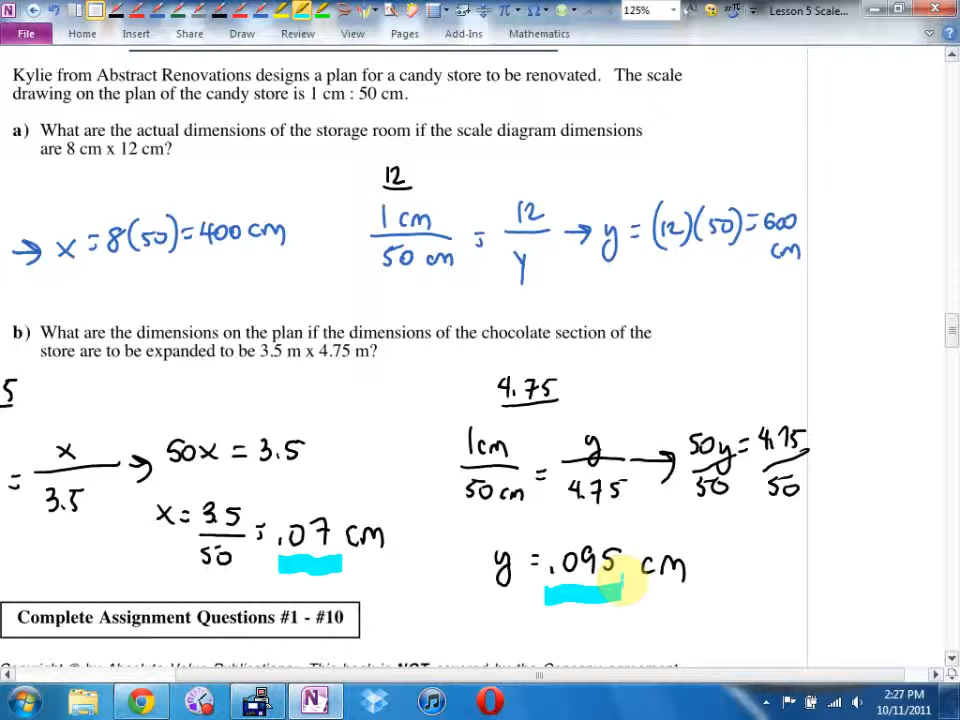 125%
Lesson 5 Scale...
File Home Insert Share Draw Review View Pages Add-Ins Mathematics
Kylie from Abstract Renovations designs a plan for a candy store to be renovated. The scale
drawing on the plan of the candy store is 1 cm : 50 cm.
a) What are the actual dimensions of the storage room if the scale diagram dimensions
are 8 cm x 12 cm?
12
→ x = 8(50) = 400 cm
1 cm / 50 cm = 12 / y → y = (12)(50) = 600 cm
b) What are the dimensions on the plan if the dimensions of the chocolate section of the
store are to be expanded to be 3.5 m x 4.75 m?
5
4.75
= x / 3.5 → 50x = 3.5
1cm / 50 cm = y / 4.75 → 50y / 50 = 4.75 / 50
x = 3.5 / 50 = .07 cm
y = .095 cm
Complete Assignment Questions #1 - #10
2:27 PM
10/11/2011